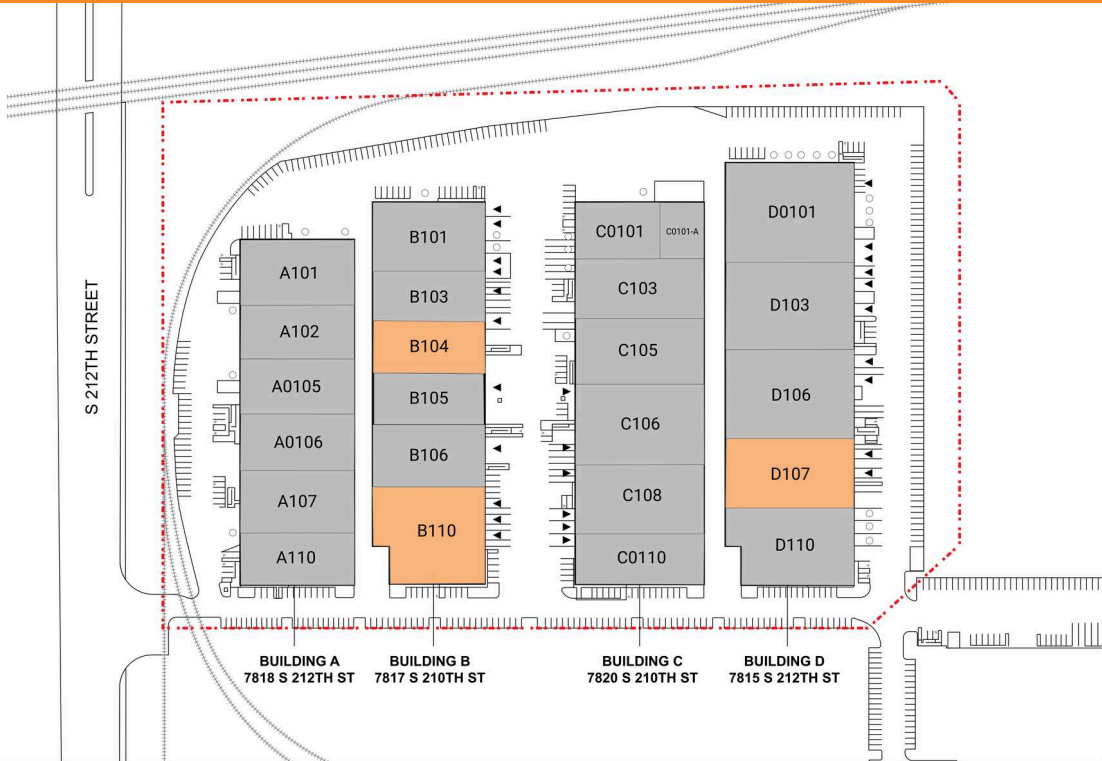 S 212TH STREET
A101
A102
A0105
A0106
A107
A110
B101
B103
B104
B105
B106
B110
C0101
C0101-A
C103
C105
C106
C108
C0110
D0101
D103
D106
D107
D110
BUILDING A
7818 S 212TH ST
BUILDING B
7817 S 210TH ST
BUILDING C
7820 S 210TH ST
BUILDING D
7815 S 212TH ST